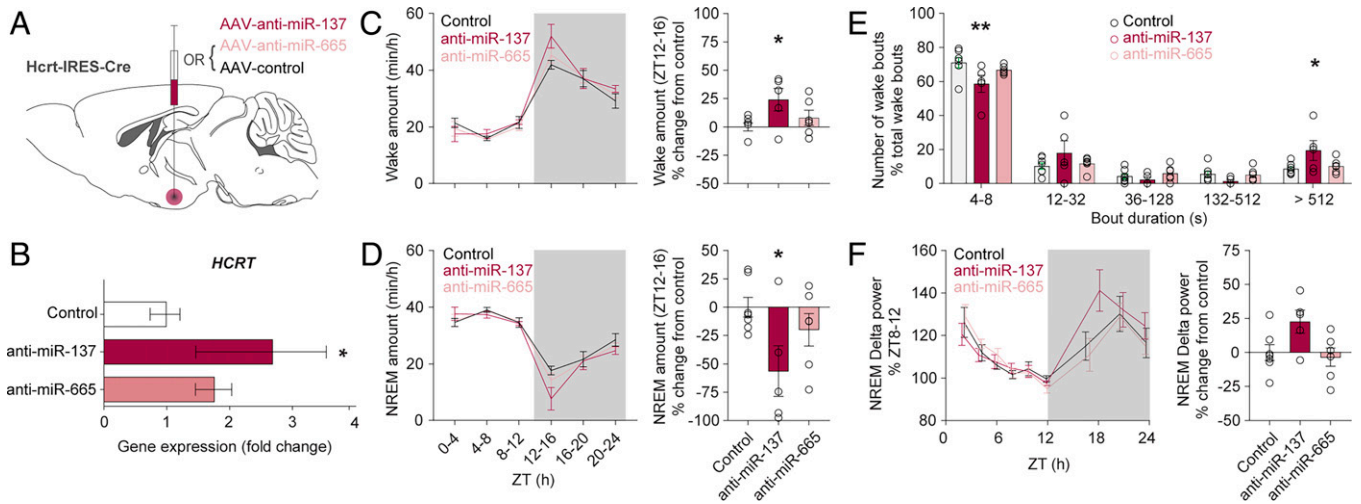 A
AAV-anti-miR-137
OR { AAV-anti-miR-665
AAV-control
Hcrt-IRES-Cre
B
HCRT
Control
anti-miR-137
anti-miR-665
*
0 1 2 3 4
Gene expression (fold change)
C
Control
anti-miR-137
anti-miR-665
Wake amount (min/h)
60
40
20
0
Wake amount (ZT12-16)
% change from control
100
75
50
25
0
-25
-50
*
D
Control
anti-miR-137
anti-miR-665
NREM amount (min/h)
60
40
20
0
0-4
4-8
8-12
12-16
16-20
20-24
ZT (h)
NREM amount (ZT12-16)
% change from control
50
25
0
-25
-50
-75
-100
*
Control
anti-miR-137
anti-miR-665
E
Control
anti-miR-137
anti-miR-665
Number of wake bouts
% total wake bouts
100
80
60
40
20
0
**
*
4-8 12-32 36-128 132-512 > 512
Bout duration (s)
F
Control
anti-miR-137
anti-miR-665
NREM Delta power
% ZT8-12
160
140
120
100
80
0 6 12 18 24
ZT (h)
NREM Delta power
% change from control
75
50
25
0
-25
-50
Control
anti-miR-137
anti-miR-665